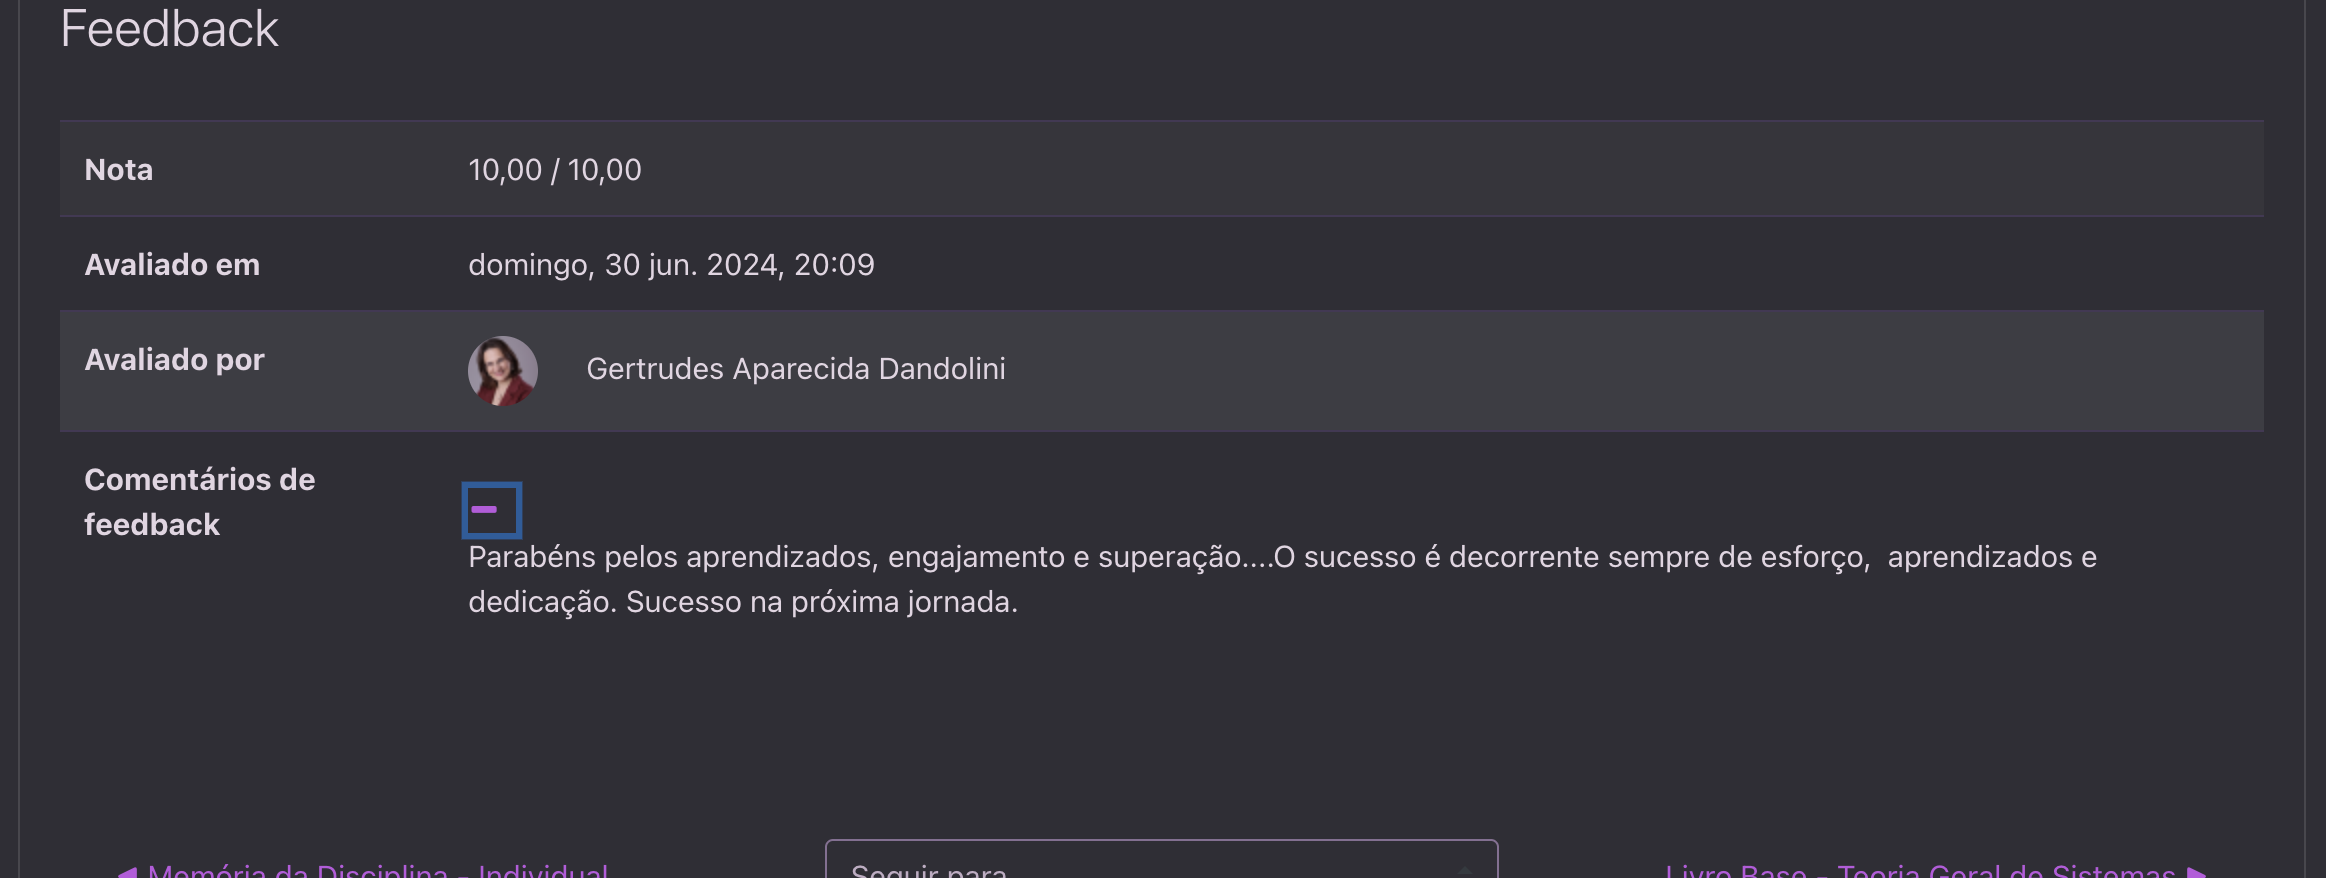 Feedback
Nota 10,00 / 10,00
Avaliado em domingo, 30 jun. 2024, 20:09
Avaliado por Gertrudes Aparecida Dandolini
Comentários de
feedback
Parabéns pelos aprendizados, engajamento e superação....O sucesso é decorrente sempre de esforço,  aprendizados e
dedicação. Sucesso na próxima jornada.
◀ Memória da Disciplina - Individual
Seguir para...
Livro Base - Teoria Geral de Sistemas ▶